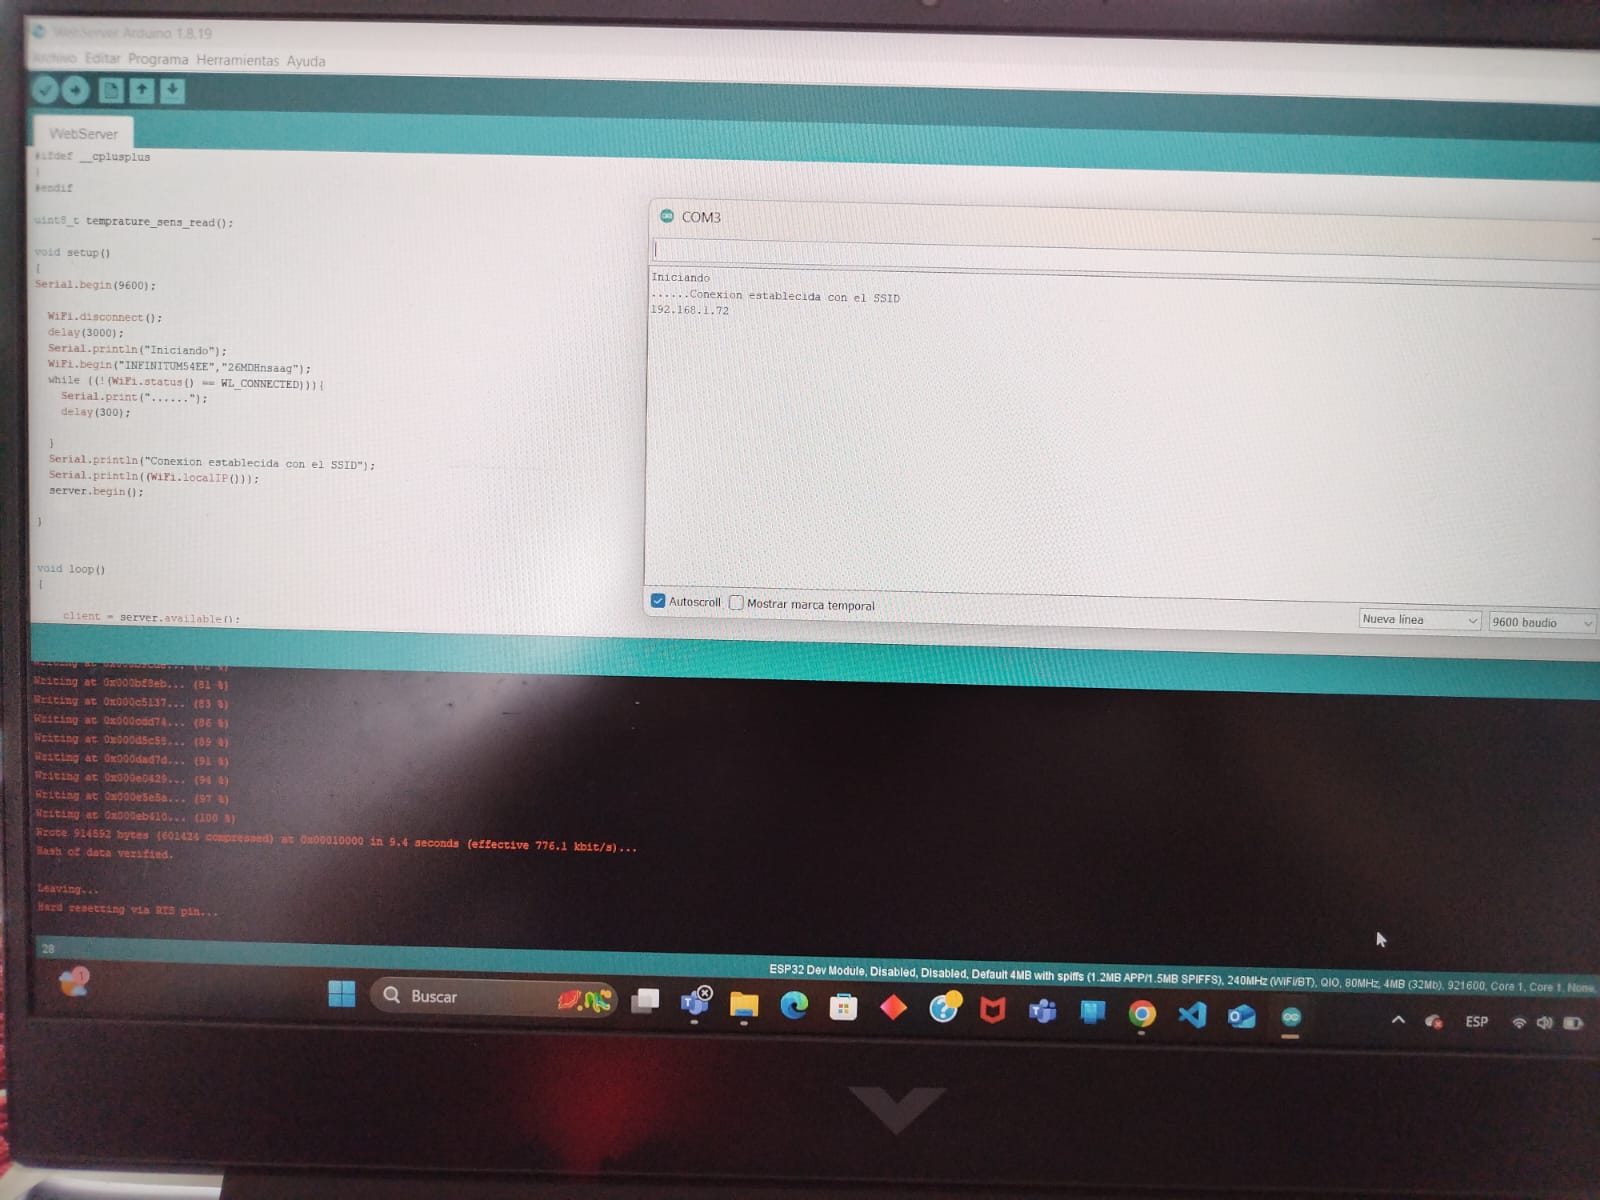 WebServer Arduino 1.8.19
Archivo Editar Programa Herramientas Ayuda
WebServer
#ifdef __cplusplus
}
#endif
uint8_t temprature_sens_read();
void setup()
{
Serial.begin(9600);
WiFi.disconnect();
delay(3000);
Serial.println("Iniciando");
WiFi.begin("INFINITUM54EE","26MDHnsaag");
while ((!(WiFi.status() == WL_CONNECTED))){
Serial.print("......");
delay(300);
}
Serial.println("Conexion establecida con el SSID");
Serial.println((WiFi.localIP()));
server.begin();
}
void loop()
{
client = server.available();
COM3
Iniciando
......Conexion establecida con el SSID
192.168.1.72
Autoscroll Mostrar marca temporal
Nueva línea
9600 baudio
Writing at 0x000bf8eb... (81 %)
Writing at 0x000c5137... (83 %)
Writing at 0x000cdd74... (86 %)
Writing at 0x000d5c55... (89 %)
Writing at 0x000dad7d... (91 %)
Writing at 0x000e0429... (94 %)
Writing at 0x000e5e5a... (97 %)
Writing at 0x000eb410... (100 %)
Wrote 914592 bytes (601424 compressed) at 0x00010000 in 9.4 seconds (effective 776.1 kbit/s)...
Hash of data verified.
Leaving...
Hard resetting via RTS pin...
28
ESP32 Dev Module, Disabled, Disabled, Default 4MB with spiffs (1.2MB APP/1.5MB SPIFFS), 240MHz (WiFi/BT), QIO, 80MHz, 4MB (32Mb), 921600, Core 1, Core 1, None,
1
Buscar
ESP